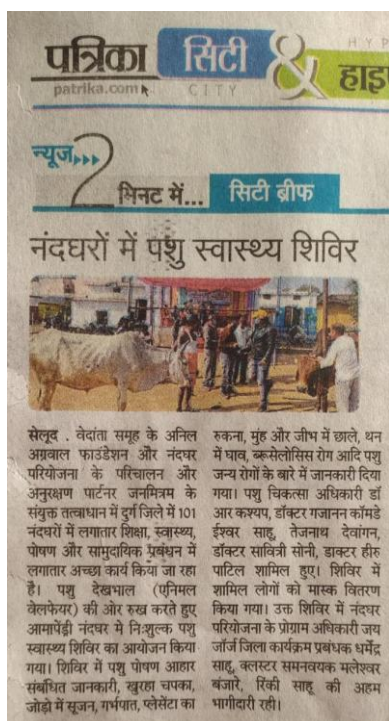 पत्रिका
patrika.com
सिटी
CITY
&
HYP
हाइ
न्यूज
2 मिनट में...
सिटी ब्रीफ
नंदघरों में पशु स्वास्थ्य शिविर
सेलूद . वेदांता समूह के अनिल
अग्रवाल फाउंडेशन और नंदघर
परियोजना के परिचालन और
अनुरक्षण पार्टनर जनमित्रम के
संयुक्त तत्वाधान में दुर्ग जिले में 101
नंदघरों में लगातार शिक्षा, स्वास्थ्य,
पोषण और सामुदायिक प्रबंधन में
लगातार अच्छा कार्य किया जा रहा
है। पशु देखभाल (एनिमल
वेलफेयर) की ओर रुख करते हुए
आमापेंड्री नंदघर मे निःशुल्क पशु
स्वास्थ्य शिविर का आयोजन किया
गया। शिविर में पशु पोषण आहार
संबंधित जानकारी, खुरहा चपका,
जोड़ो में सूजन, गर्भपात, प्लेसेंटा का
रुकना, मुंह और जीभ में छाले, थन
में घाव, ब्रूसेलोसिस रोग आदि पशु
जन्य रोगों के बारे में जानकारी दिया
गया। पशु चिकत्सा अधिकारी डॉ
आर कश्यप, डॉक्टर गजानन कॉमडे
ईश्वर साहू, तेजनाथ देवांगन,
डॉक्टर सावित्री सोनी, डाक्टर हीरु
पाटिल शामिल हुए। शिविर में
शामिल लोगों को मास्क वितरण
किया गया। उक्त शिविर में नंदघर
परियोजना के प्रोग्राम अधिकारी जय
जॉर्ज जिला कार्यक्रम प्रबंधक धर्मेंद्र
साहू, क्लस्टर समनवयक मलेश्वर
बंजारे, रिंकी साहू की अहम
भागीदारी रही।